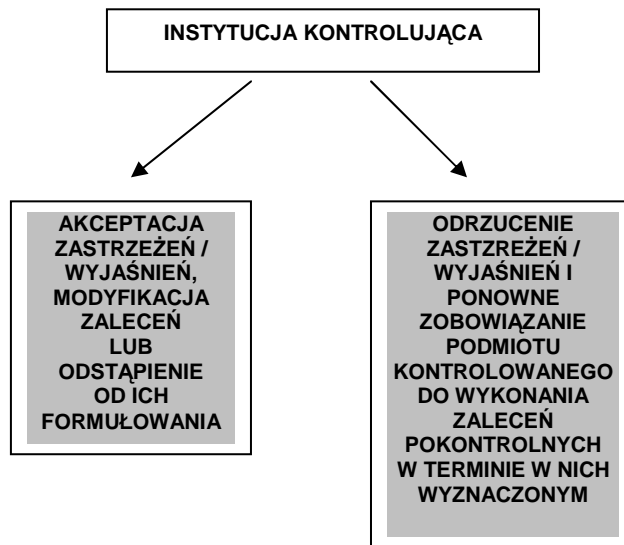 INSTYTUCJA KONTROLUJĄCA
AKCEPTACJA
ZASTRZEŻEŃ /
WYJAŚNIEŃ,
MODYFIKACJA
ZALECEŃ
LUB
ODSTĄPIENIE
OD ICH
FORMUŁOWANIA
ODRZUCENIE
ZASTZREŻEŃ /
WYJAŚNIEŃ I
PONOWNE
ZOBOWIĄZANIE
PODMIOTU
KONTROLOWANEGO
DO WYKONANIA
ZALECEŃ
POKONTROLNYCH
W TERMINIE W NICH
WYZNACZONYM